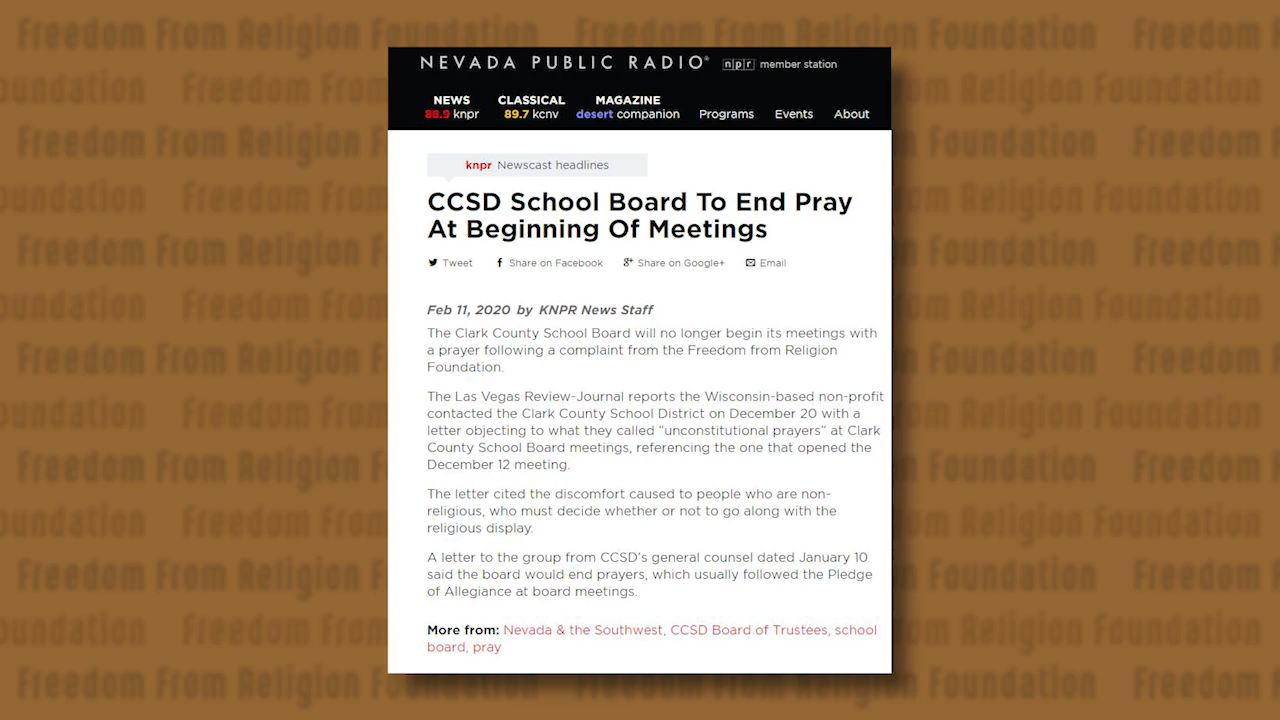 Freedom From Religion Foundation Freedom From Religion Foundation Freedom From
NEVADA PUBLIC RADIO® npr member station
NEWS CLASSICAL MAGAZINE
88.9 knpr 89.7 kcnv desert companion Programs Events About
knpr Newscast headlines
CCSD School Board To End Pray
At Beginning Of Meetings
Tweet Share on Facebook Share on Google+ Email
Feb 11, 2020 by KNPR News Staff
The Clark County School Board will no longer begin its meetings with
a prayer following a complaint from the Freedom from Religion
Foundation.
The Las Vegas Review-Journal reports the Wisconsin-based non-profit
contacted the Clark County School District on December 20 with a
letter objecting to what they called "unconstitutional prayers" at Clark
County School Board meetings, referencing the one that opened the
December 12 meeting.
The letter cited the discomfort caused to people who are non-
religious, who must decide whether or not to go along with the
religious display.
A letter to the group from CCSD's general counsel dated January 10
said the board would end prayers, which usually followed the Pledge
of Allegiance at board meetings.
More from: Nevada & the Southwest, CCSD Board of Trustees, school
board, pray